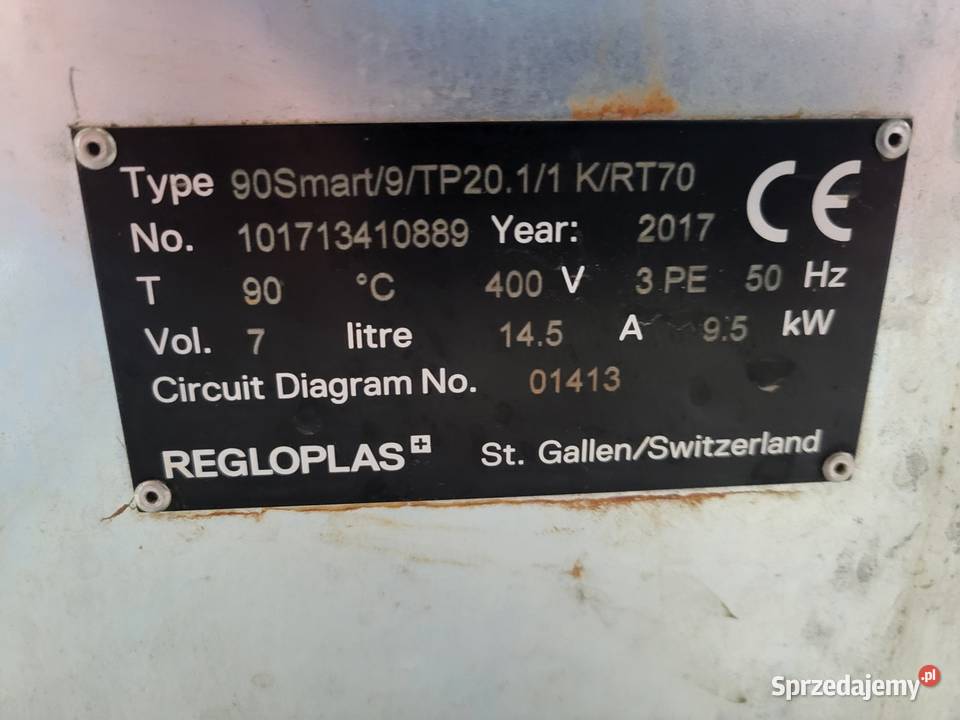 Type 90Smart/9/TP20.1/1 K/RT70 CE
No. 101713410889 Year: 2017
T 90 °C 400 V 3 PE 50 Hz
Vol. 7 litre 14.5 A 9.5 kW
Circuit Diagram No. 01413
REGLOPLAS St. Gallen/Switzerland
Sprzedajemy.pl